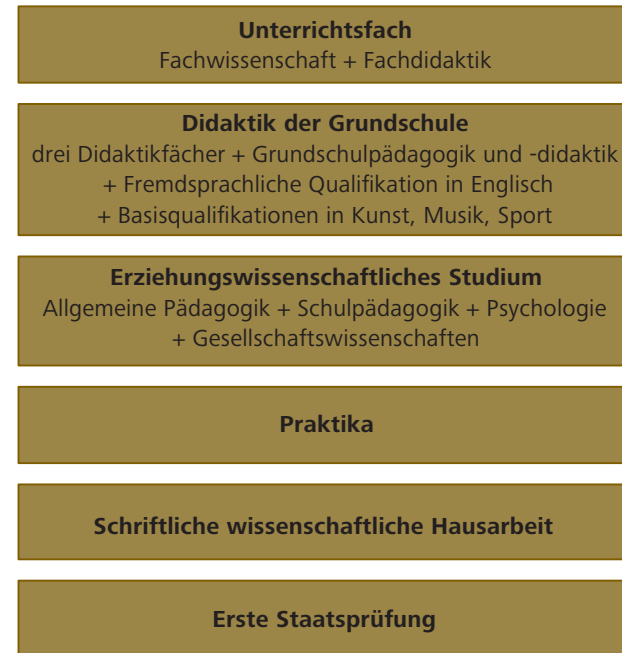 Unterrichtsfach
Fachwissenschaft + Fachdidaktik
Didaktik der Grundschule
drei Didaktikfächer + Grundschulpädagogik und -didaktik
+ Fremdsprachliche Qualifikation in Englisch
+ Basisqualifikationen in Kunst, Musik, Sport
Erziehungswissenschaftliches Studium
Allgemeine Pädagogik + Schulpädagogik + Psychologie
+ Gesellschaftswissenschaften
Praktika
Schriftliche wissenschaftliche Hausarbeit
Erste Staatsprüfung